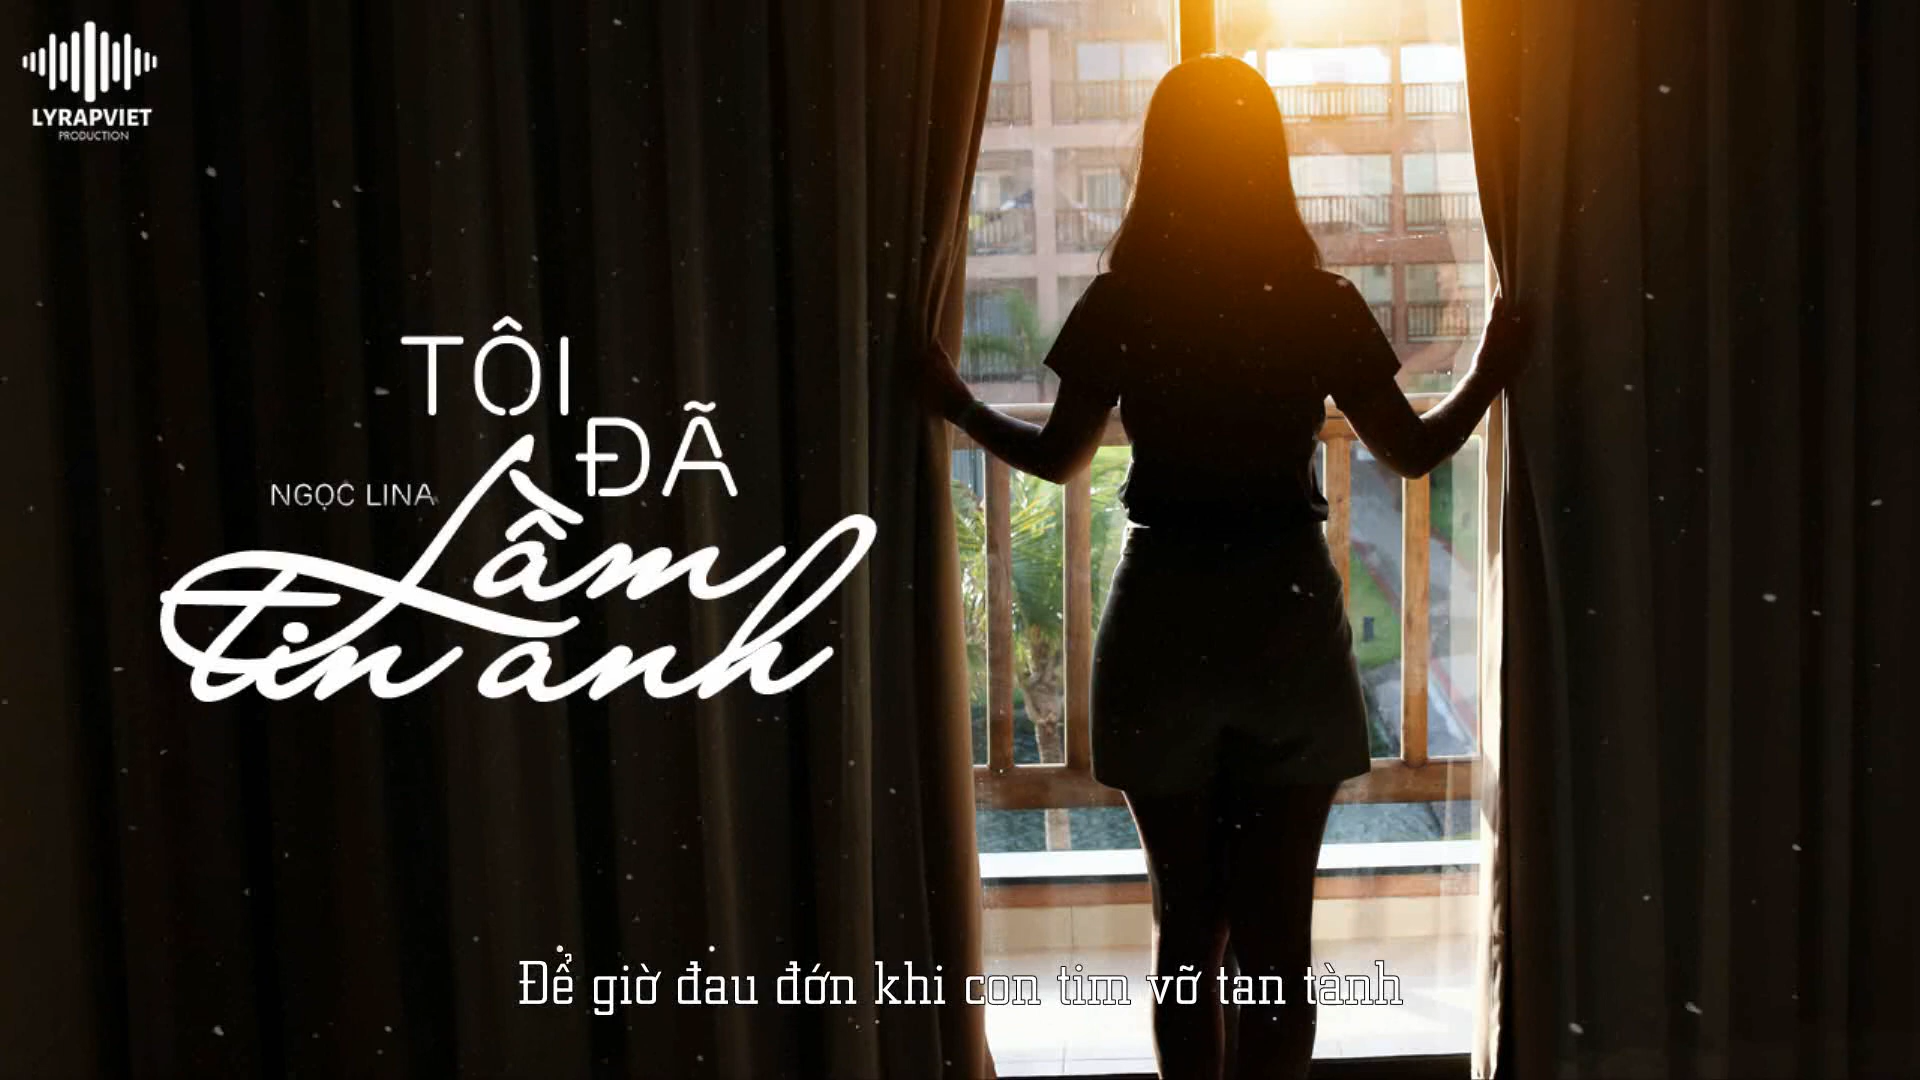 LYRAPVIET
PRODUCTION
TÔI
ĐÃ
NGỌC LINA
Lầm
Tin anh
Để giờ đau đớn khi con tim vỡ tan tành